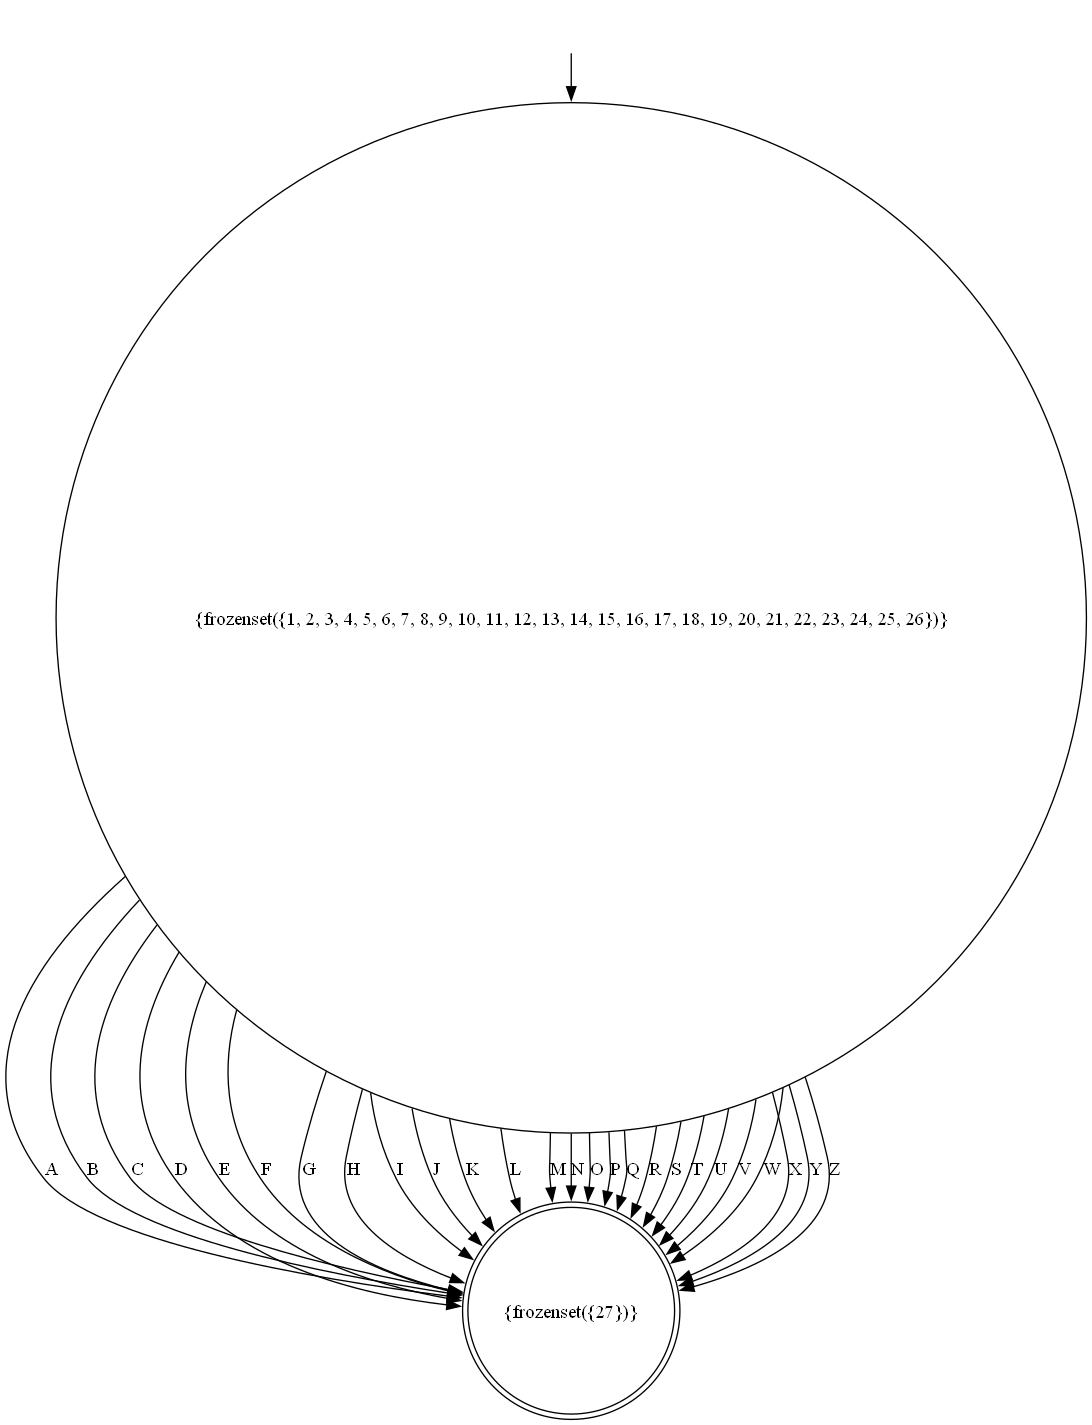 {frozenset({1, 2, 3, 4, 5, 6, 7, 8, 9, 10, 11, 12, 13, 14, 15, 16, 17, 18, 19, 20, 21, 22, 23, 24, 25, 26})}
A B C D E F G H I J K L M N O P Q R S T U V W X Y Z
{frozenset({27})}